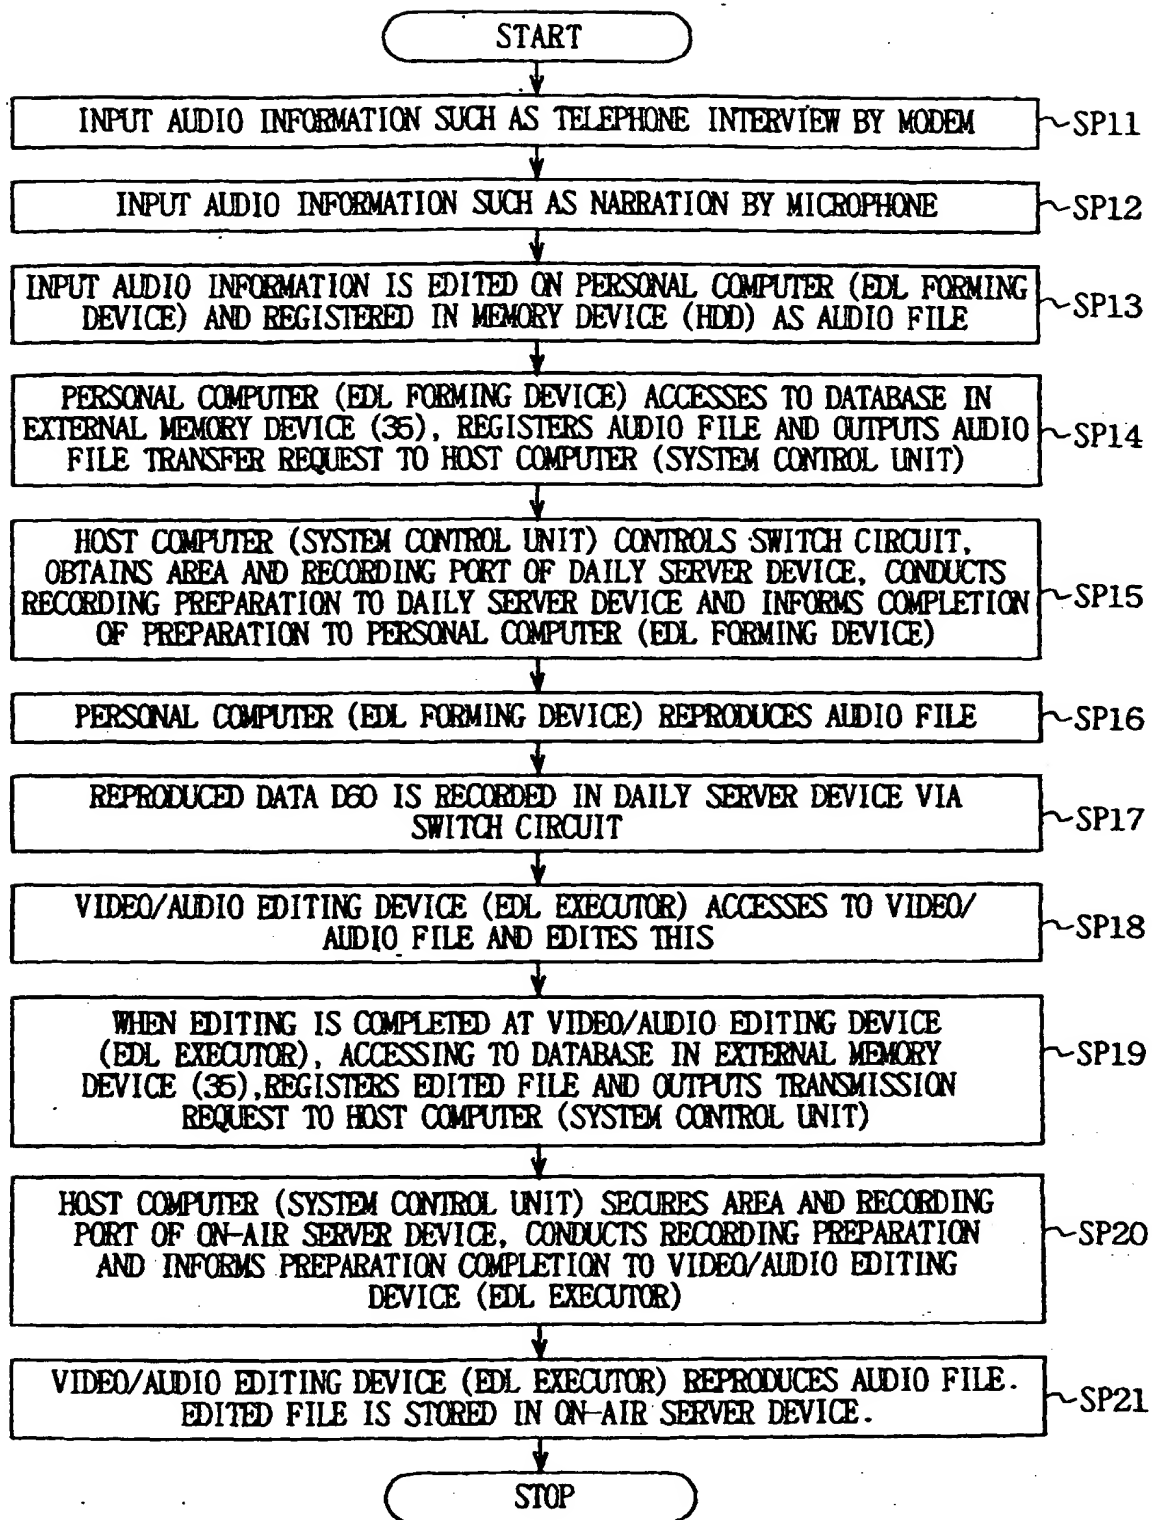 START
INPUT AUDIO INFORMATION SUCH AS TELEPHONE INTERVIEW BY MODEM
SP11
INPUT AUDIO INFORMATION SUCH AS NARRATION BY MICROPHONE
SP12
INPUT AUDIO INFORMATION IS EDITED ON PERSONAL COMPUTER (EDL FORMING
DEVICE) AND REGISTERED IN MEMORY DEVICE (HDD) AS AUDIO FILE
SP13
PERSONAL COMPUTER (EDL FORMING DEVICE) ACCESSES TO DATABASE IN
EXTERNAL MEMORY DEVICE (35), REGISTERS AUDIO FILE AND OUTPUTS AUDIO
FILE TRANSFER REQUEST TO HOST COMPUTER (SYSTEM CONTROL UNIT)
SP14
HOST COMPUTER (SYSTEM CONTROL UNIT) CONTROLS SWITCH CIRCUIT,
OBTAINS AREA AND RECORDING PORT OF DAILY SERVER DEVICE, CONDUCTS
RECORDING PREPARATION TO DAILY SERVER DEVICE AND INFORMS COMPLETION
OF PREPARATION TO PERSONAL COMPUTER (EDL FORMING DEVICE)
SP15
PERSONAL COMPUTER (EDL FORMING DEVICE) REPRODUCES AUDIO FILE
SP16
REPRODUCED DATA D50 IS RECORDED IN DAILY SERVER DEVICE VIA
SWITCH CIRCUIT
SP17
VIDEO/AUDIO EDITING DEVICE (EDL EXECUTOR) ACCESSES TO VIDEO/
AUDIO FILE AND EDITES THIS
SP18
WHEN EDITING IS COMPLETED AT VIDEO/AUDIO EDITING DEVICE
(EDL EXECUTOR), ACCESSING TO DATABASE IN EXTERNAL MEMORY
DEVICE (35),REGISTERS EDITED FILE AND OUTPUTS TRANSMISSION
REQUEST TO HOST COMPUTER (SYSTEM CONTROL UNIT)
SP19
HOST COMPUTER (SYSTEM CONTROL UNIT) SECURES AREA AND RECORDING
PORT OF ON-AIR SERVER DEVICE, CONDUCTS RECORDING PREPARATION
AND INFORMS PREPARATION COMPLETION TO VIDEO/AUDIO EDITING
DEVICE (EDL EXECUTOR)
SP20
VIDEO/AUDIO EDITING DEVICE (EDL EXECUTOR) REPRODUCES AUDIO FILE.
EDITED FILE IS STORED IN ON-AIR SERVER DEVICE.
SP21
STOP